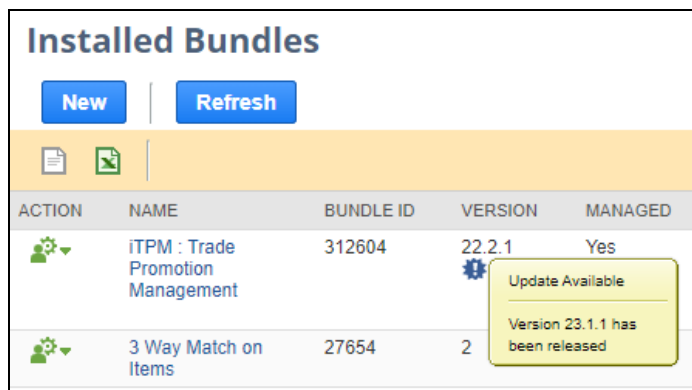 Installed Bundles
New Refresh
ACTION NAME BUNDLE ID VERSION MANAGED
iTPM : Trade 312604 22.2.1 Yes
Promotion
Management
Update Available
Version 23.1.1 has
been released
3 Way Match on 27654 2
Items